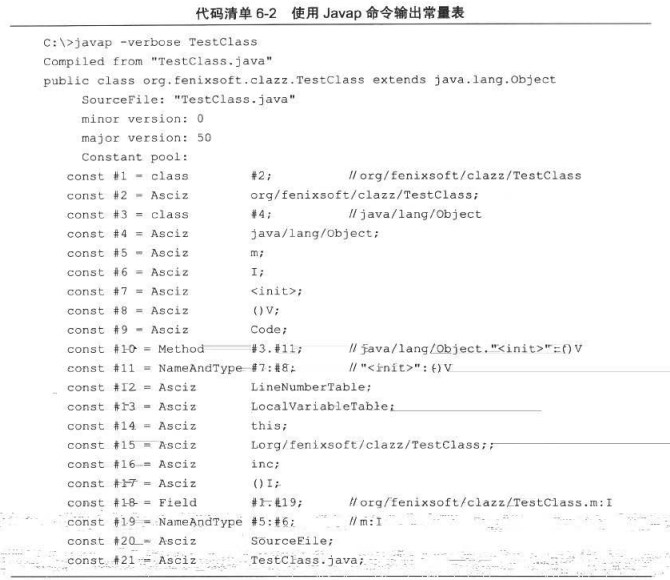 代码清单 6-2 使用 Javap 命令输出常量表
C:\>javap -verbose TestClass
Compiled from "TestClass.java"
public class org.fenixsoft.clazz.TestClass extends java.lang.Object
SourceFile: "TestClass.java"
minor version: 0
major version: 50
Constant pool:
const #1 = class #2; //org/fenixsoft/clazz/TestClass
const #2 = Asciz org/fenixsoft/clazz/TestClass;
const #3 = class #4; //java/lang/Object
const #4 = Asciz java/lang/Object;
const #5 = Asciz m;
const #6 = Asciz I;
const #7 = Asciz <init>;
const #8 = Asciz ()V;
const #9 = Asciz Code;
const #10 = Method #3.#11; //java/lang/Object."<init>":()V
const #11 = NameAndType #7:#8; //"<init>":()V
const #12 = Asciz LineNumberTable;
const #13 = Asciz LocalVariableTable;
const #14 = Asciz this;
const #15 = Asciz Lorg/fenixsoft/clazz/TestClass;;
const #16 = Asciz inc;
const #17 = Asciz ()I;
const #18 = Field #1.#19; //org/fenixsoft/clazz/TestClass.m:I
const #19 = NameAndType #5:#6; //m:I
const #20 = Asciz SourceFile;
const #21 = Asciz TestClass.java;